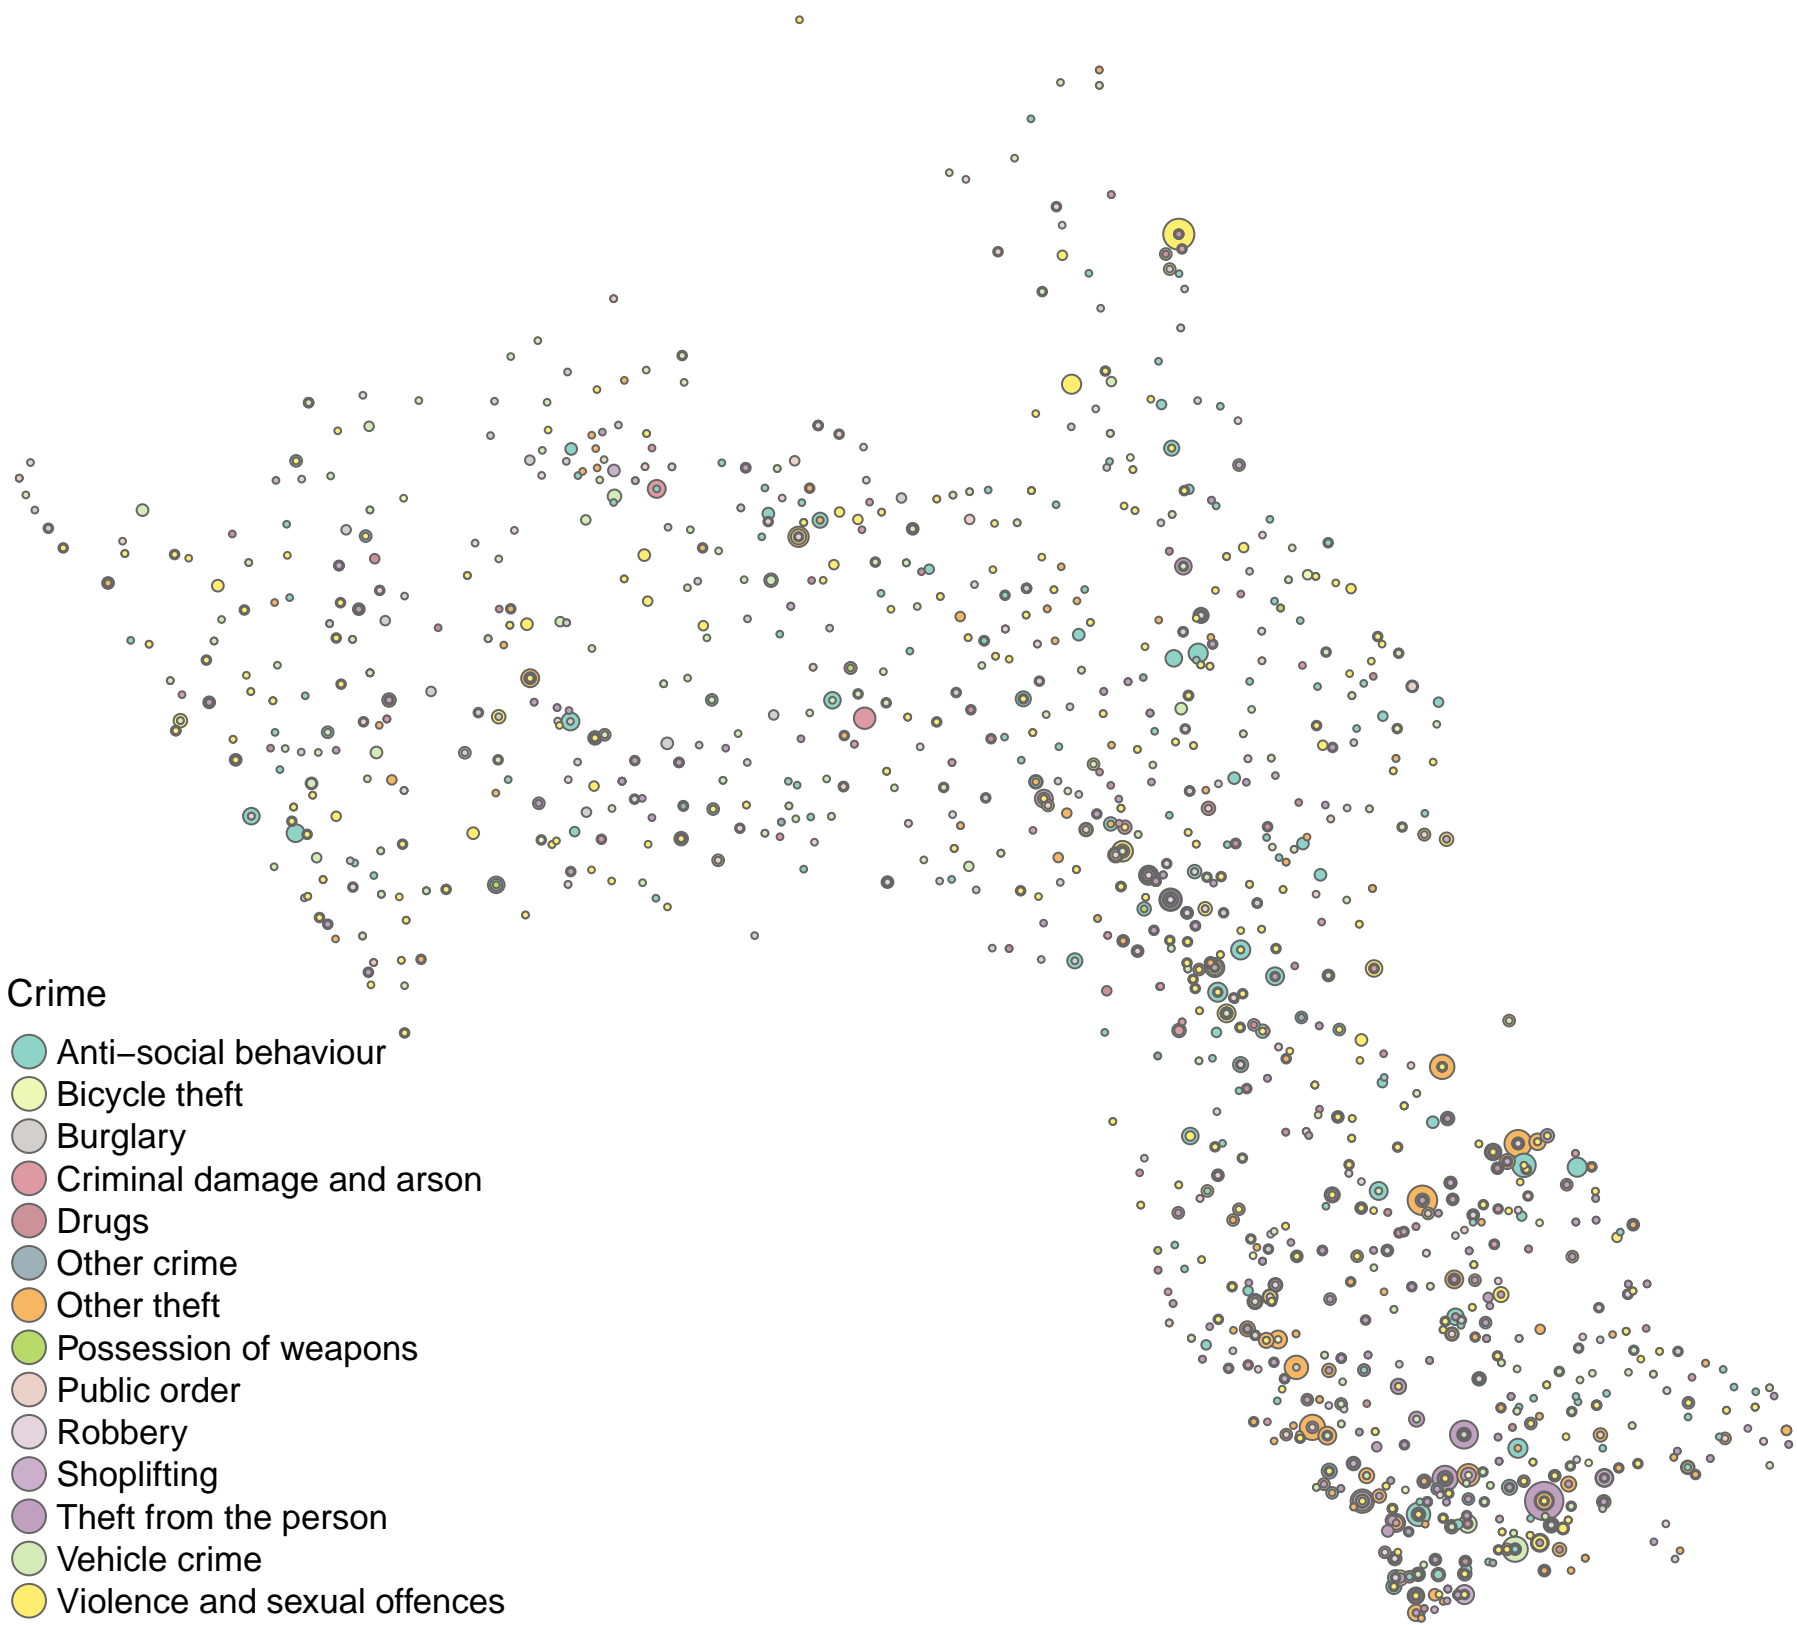 Crime
Anti−social behaviour
Bicycle theft
Burglary
Criminal damage and arson
Drugs
Other crime
Other theft
Possession of weapons
Public order
Robbery
Shoplifting
Theft from the person
Vehicle crime
Violence and sexual offences